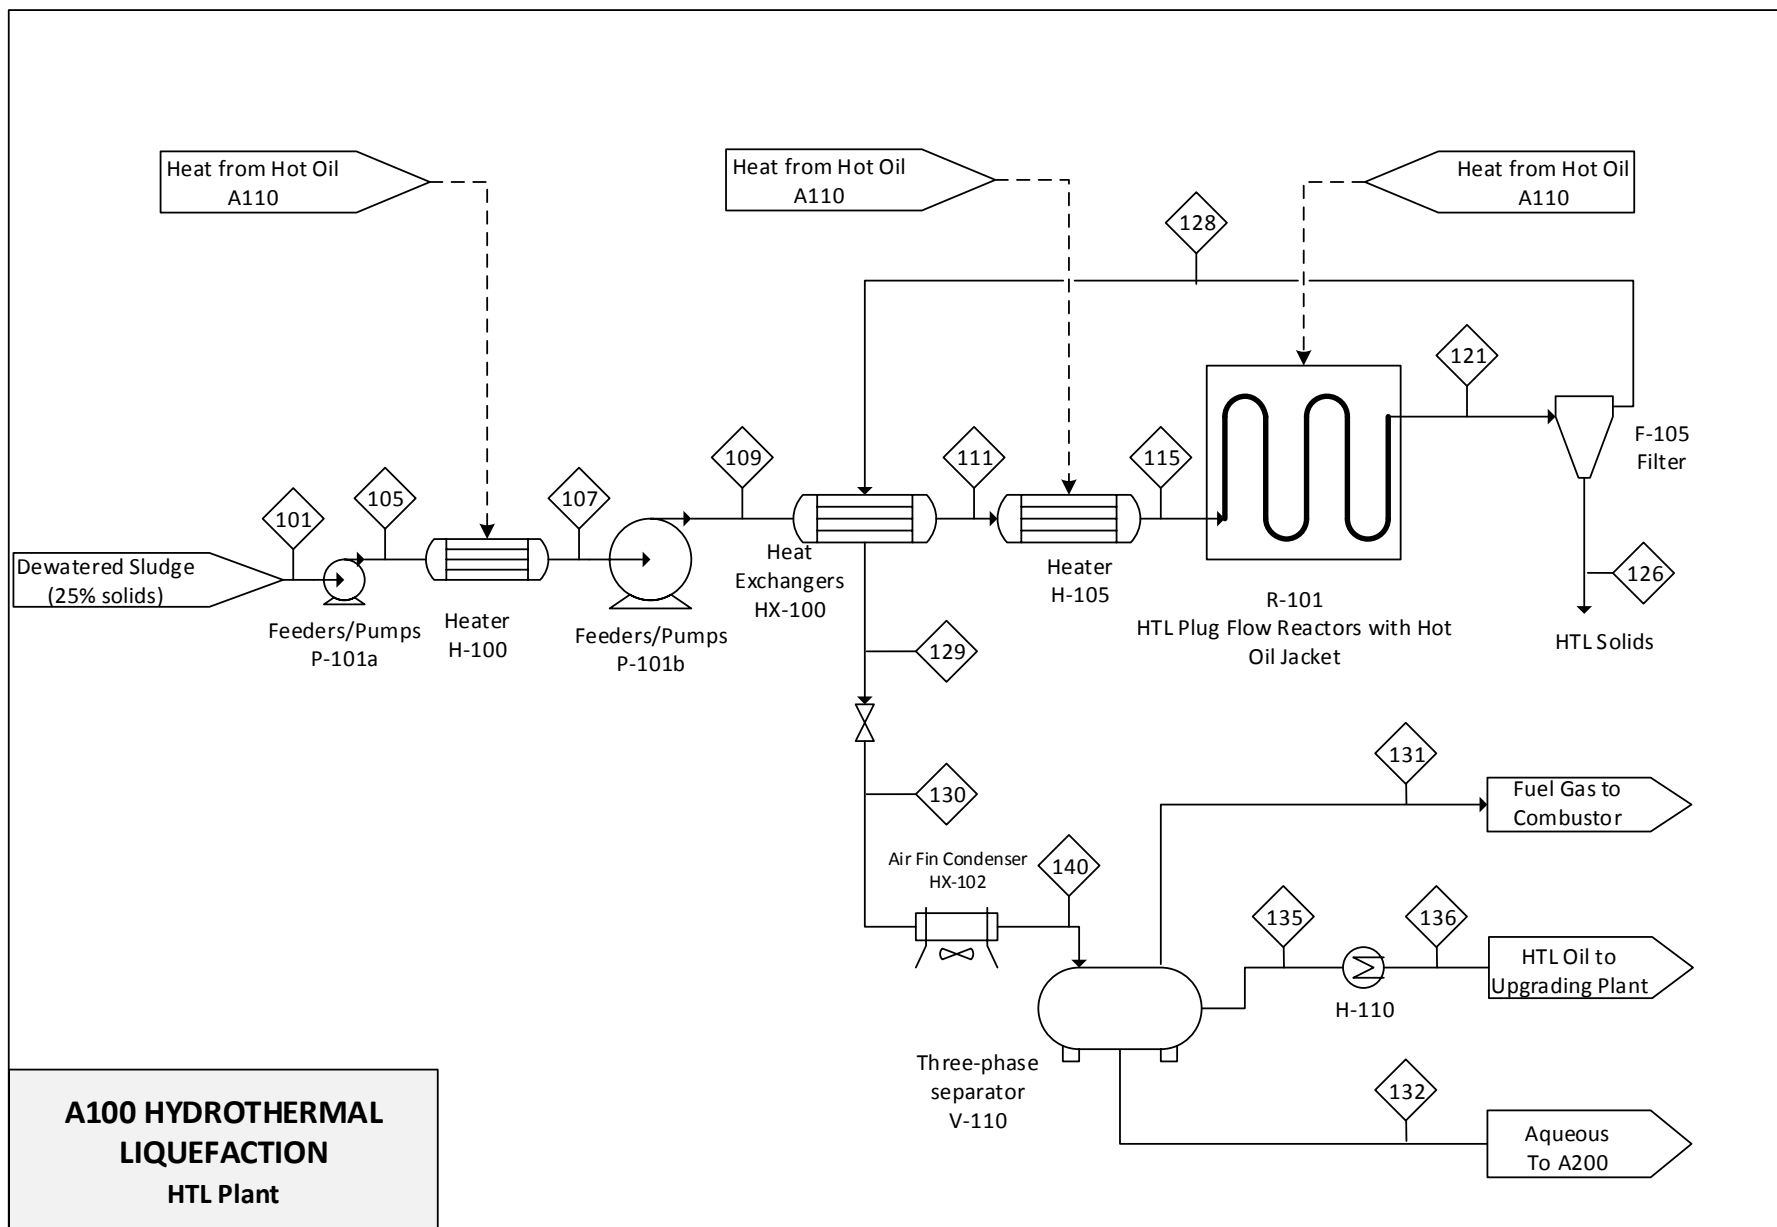 Heat from Hot Oil
A110
Heat from Hot Oil
A110
Heat from Hot Oil
A110
128
121
F-105
Filter
109
111
115
101
105
107
Dewatered Sludge
(25% solids)
Feeders/Pumps
P-101a
Heater
H-100
Feeders/Pumps
P-101b
Heat
Exchangers
HX-100
Heater
H-105
R-101
HTL Plug Flow Reactors with Hot
Oil Jacket
126
HTL Solids
129
130
131
Fuel Gas to
Combustor
Air Fin Condenser
HX-102
140
135
136
HTL Oil to
Upgrading Plant
H-110
Three-phase
separator
V-110
132
Aqueous
To A200
A100 HYDROTHERMAL
LIQUEFACTION
HTL Plant